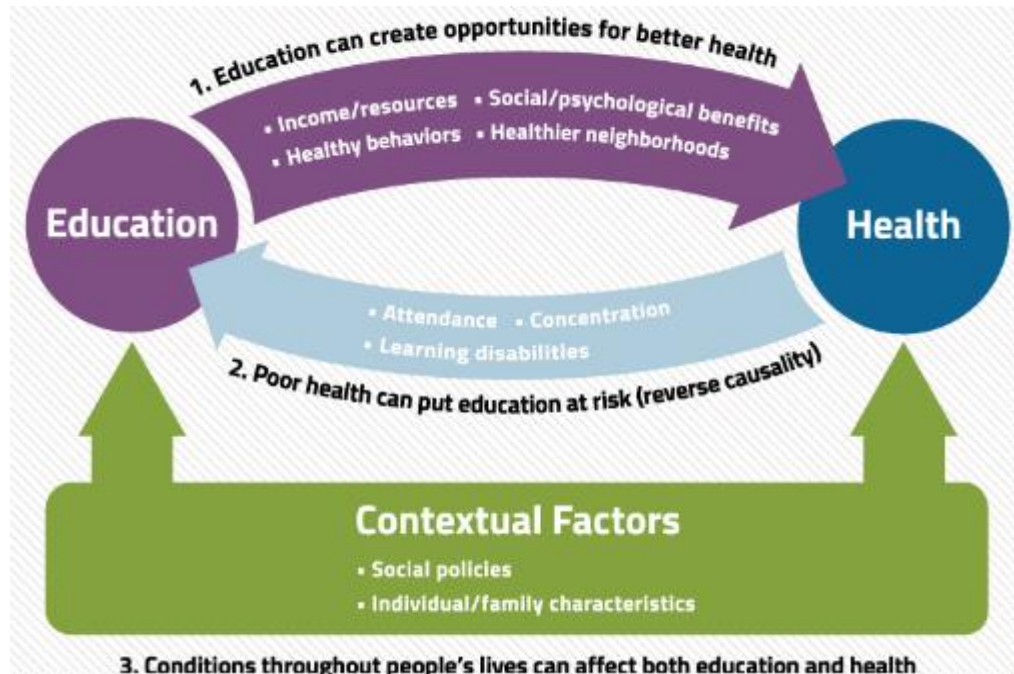 1. Education can create opportunities for better health
• Income/resources • Social/psychological benefits
• Healthy behaviors • Healthier neighborhoods
Education
Health
• Attendance • Concentration
• Learning disabilities
2. Poor health can put education at risk (reverse causality)
Contextual Factors
• Social policies
• Individual/family characteristics
3. Conditions throughout people's lives can affect both education and health